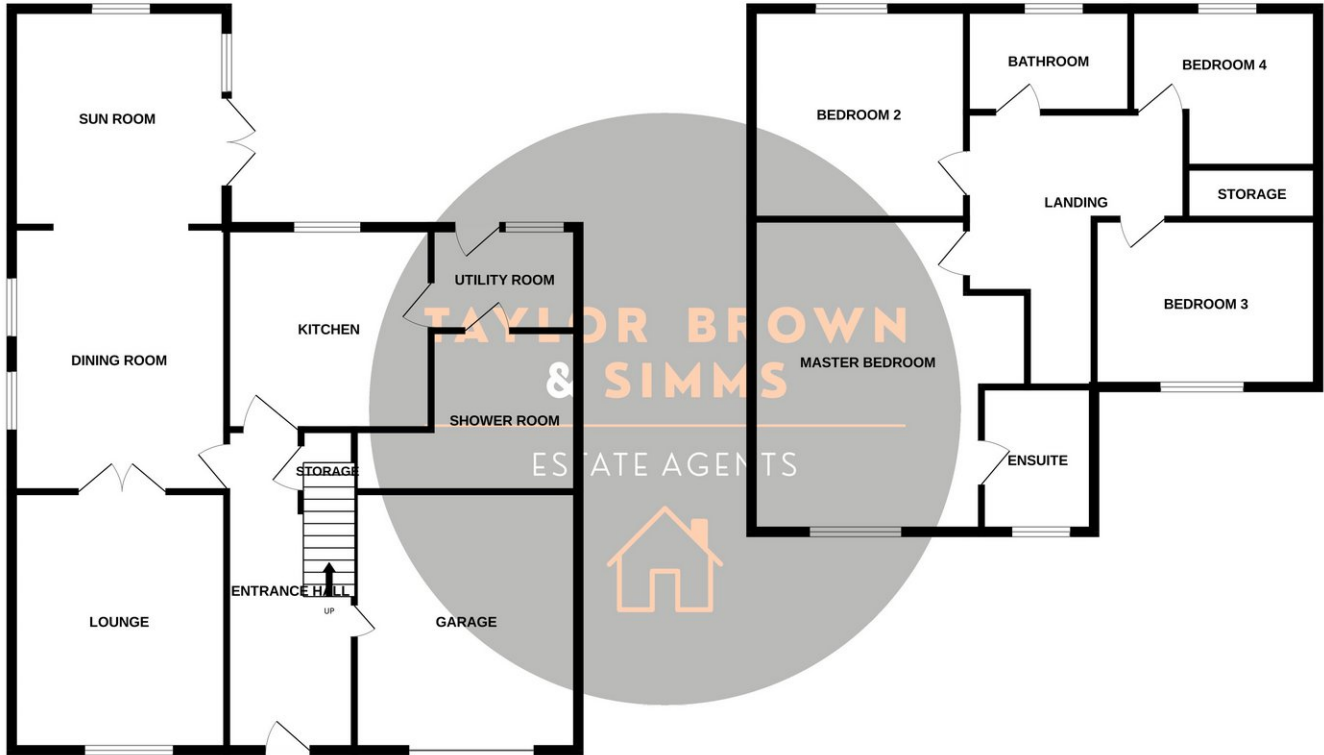 SUN ROOM
DINING ROOM
LOUNGE
KITCHEN
UTILITY ROOM
SHOWER ROOM
STORAGE
ENTRANCE HALL
UP
GARAGE
TAYLOR BROWN
& SIMMS
ESTATE AGENTS
BEDROOM 2
BATHROOM
BEDROOM 4
LANDING
STORAGE
BEDROOM 3
MASTER BEDROOM
ENSUITE